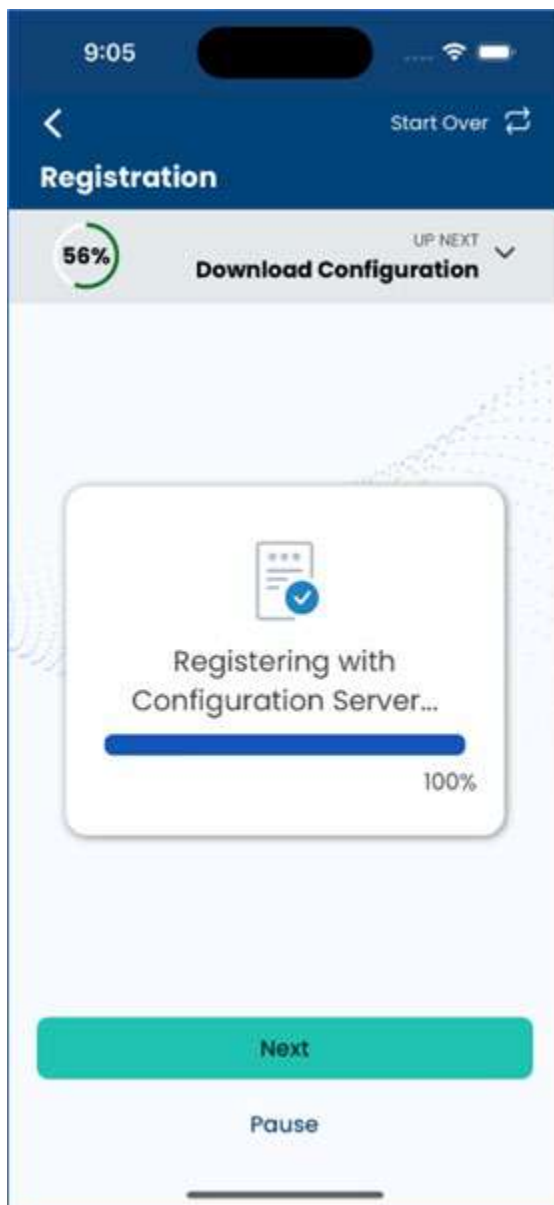 9:05
Start Over
Registration
56%
UP NEXT
Download Configuration
Registering with
Configuration Server...
100%
Next
Pause